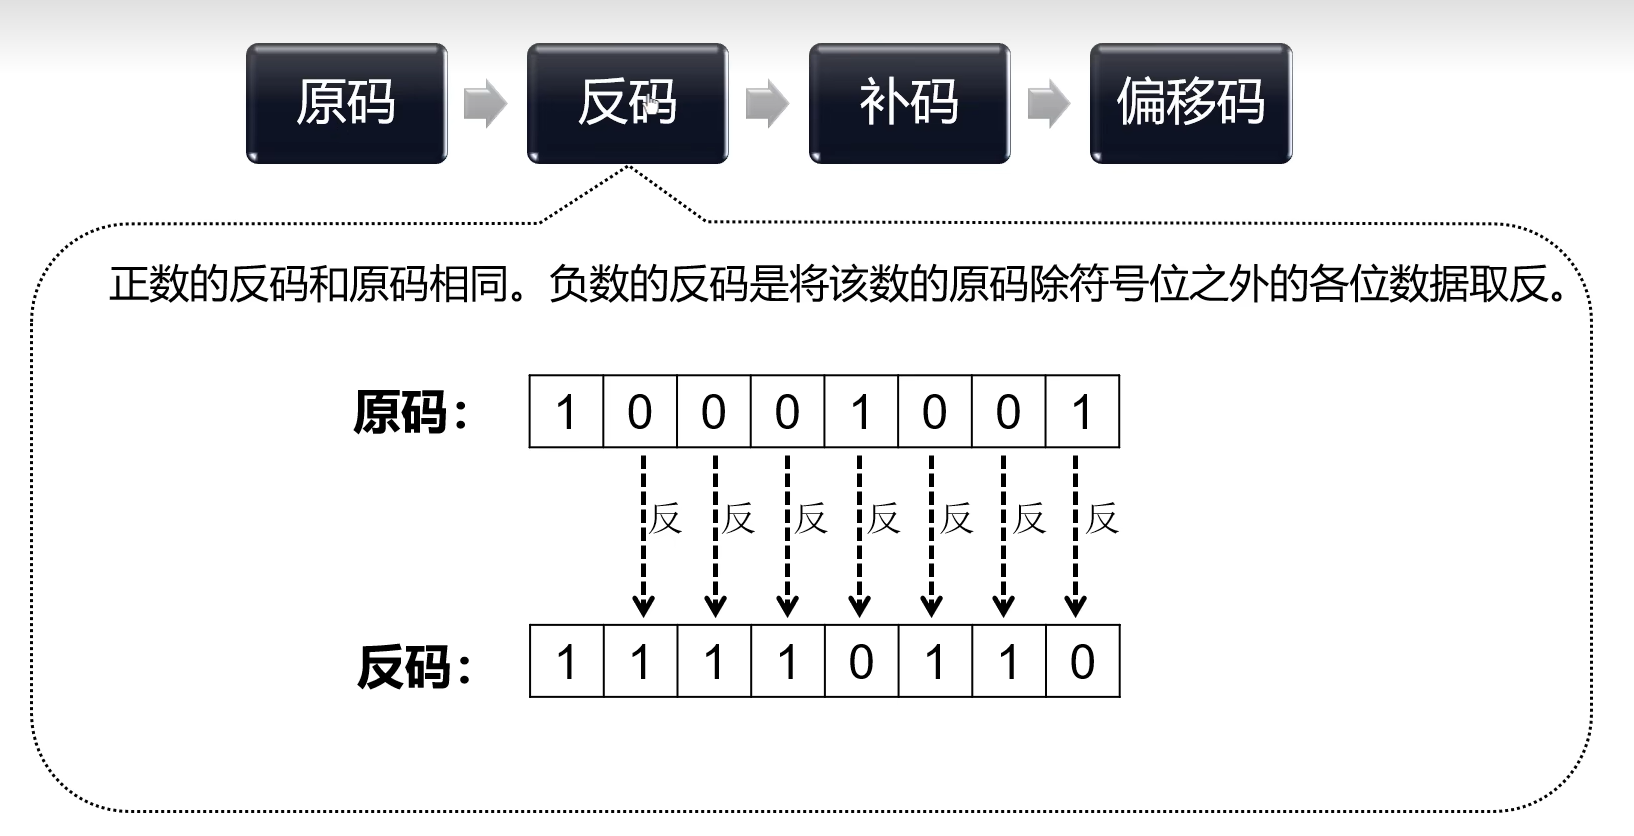 原码 反码 补码 偏移码
正数的反码和原码相同。负数的反码是将该数的原码除符号位之外的各位数据取反。
原码： 1 0 0 0 1 0 0 1
反 反 反 反 反 反 反
反码： 1 1 1 1 0 1 1 0